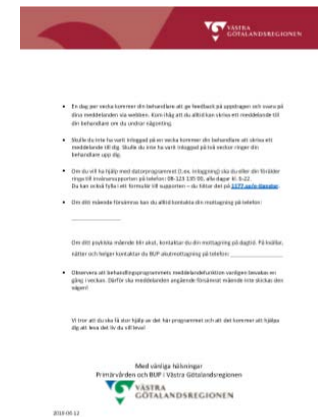 VÄSTRA
GÖTALANDSREGIONEN
• En dag per vecka kommer din behandlare att ge feedback på uppdragen och svara på
dina meddelanden via webben. Kom ihåg att du alltid kan skriva ett meddelande till
din behandlare om du undrar någonting.
• Skulle du inte ha varit inloggad på en vecka kommer din behandlare att skriva ett
meddelande till dig. Skulle du inte ha varit inloggad på två veckor ringer din
behandlare upp dig.
• Om du vill ha hjälp med datorprogrammet (t.ex. inloggning) ska du eller din förälder
ringa till invånarsupporten på telefon: 08-123 135 00, alla dagar kl. 6-22.
Du kan också fylla i ett formulär till supporten – du hittar det på 1177.se/e-tjanster.
• Om ditt mående försämras kan du alltid kontakta din mottagning på telefon:
Om ditt psykiska mående blir akut, kontaktar du din mottagning på dagtid. På kvällar,
nätter och helger kontaktar du BUP akutmottagning på telefon:
• Observera att behandlingsprogrammets meddelandefunktion vanligen bevakas en
gång i veckan. Därför ska meddelanden angående försämrat mående inte skickas den
vägen!
Vi tror att du ska få stor hjälp av det här programmet och att det kommer att hjälpa
dig att leva det liv du vill leva!
Med vänliga hälsningar
Primärvården och BUP i Västra Götalandsregionen
VÄSTRA
GÖTALANDSREGIONEN
2019-06-12